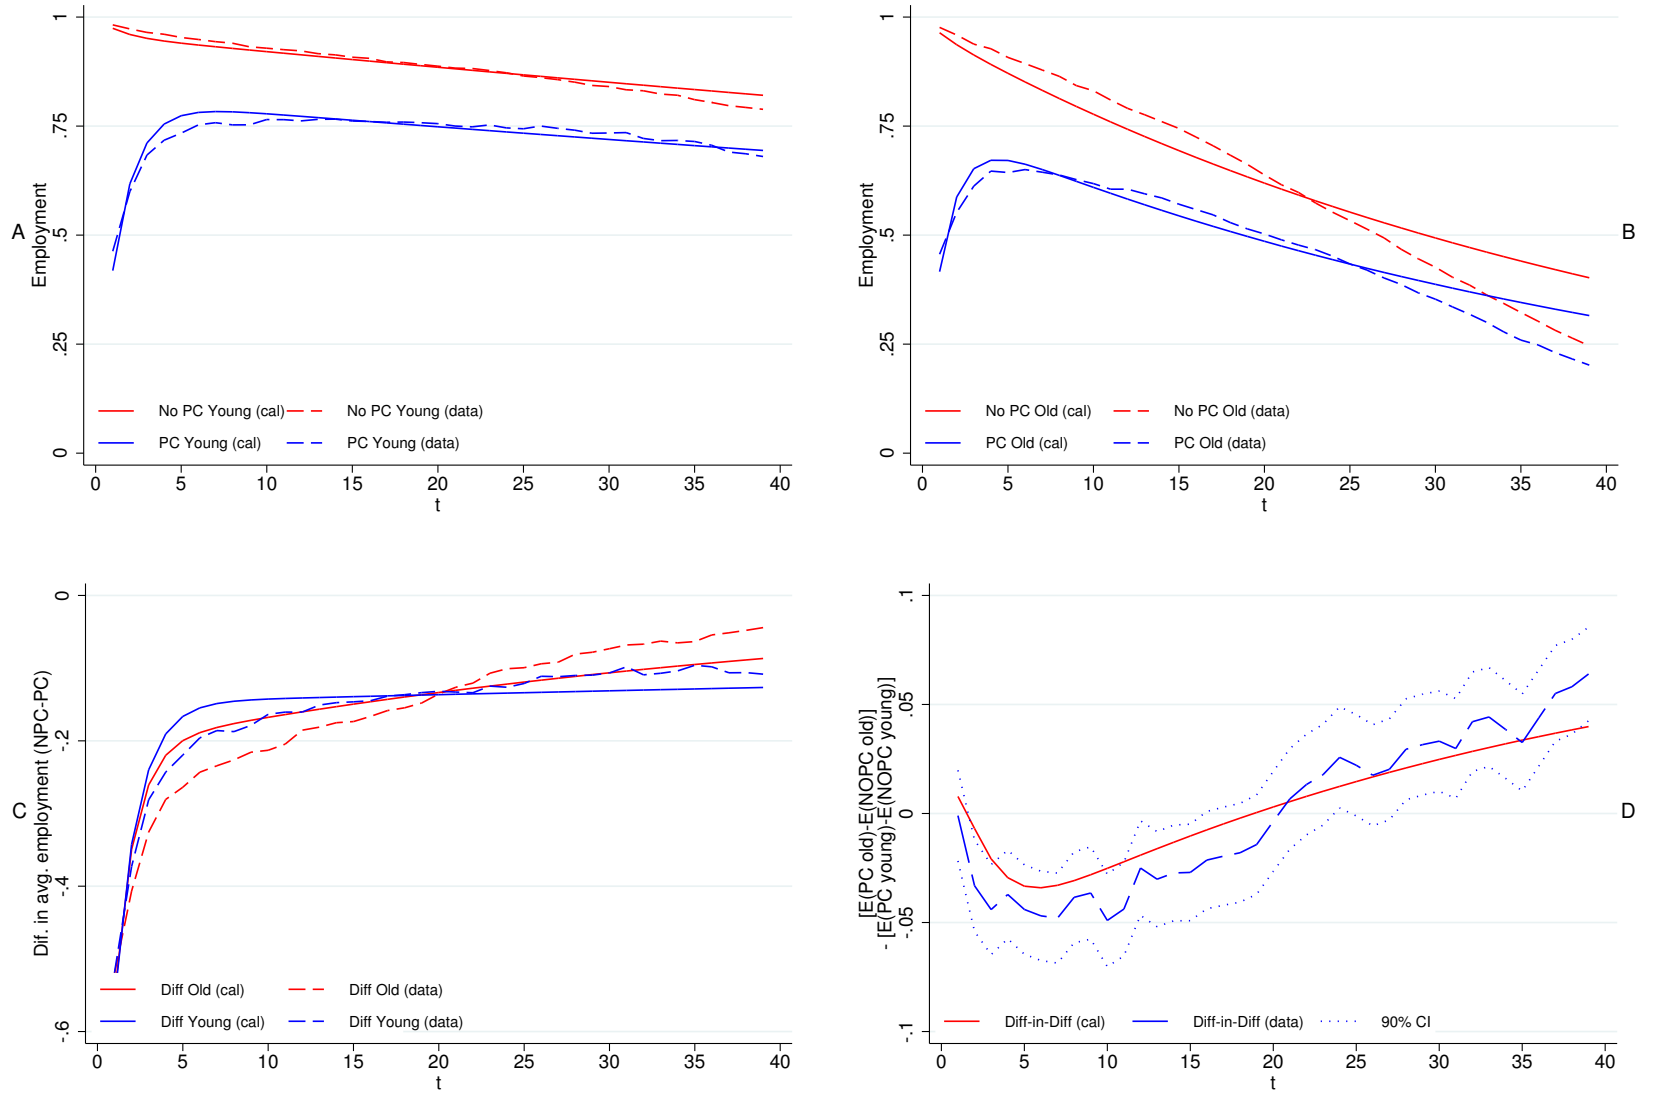 A
Employment
1
.75
.5
.25
0
No PC Young (cal) No PC Young (data)
PC Young (cal) PC Young (data)
0 5 10 15 20 25 30 35 40
t
B
Employment
1
.75
.5
.25
0
No PC Old (cal) No PC Old (data)
PC Old (cal) PC Old (data)
0 5 10 15 20 25 30 35 40
t
C
Dif. in avg. employment (NPC-PC)
0
-.2
-.4
-.6
Diff Old (cal) Diff Old (data)
Diff Young (cal) Diff Young (data)
0 5 10 15 20 25 30 35 40
t
D
[E(PC old)-E(NOPC old)]
- [E(PC young)-E(NOPC young)]
.1
.05
0
-.05
-.1
Diff-in-Diff (cal) Diff-in-Diff (data) 90% CI
0 5 10 15 20 25 30 35 40
t